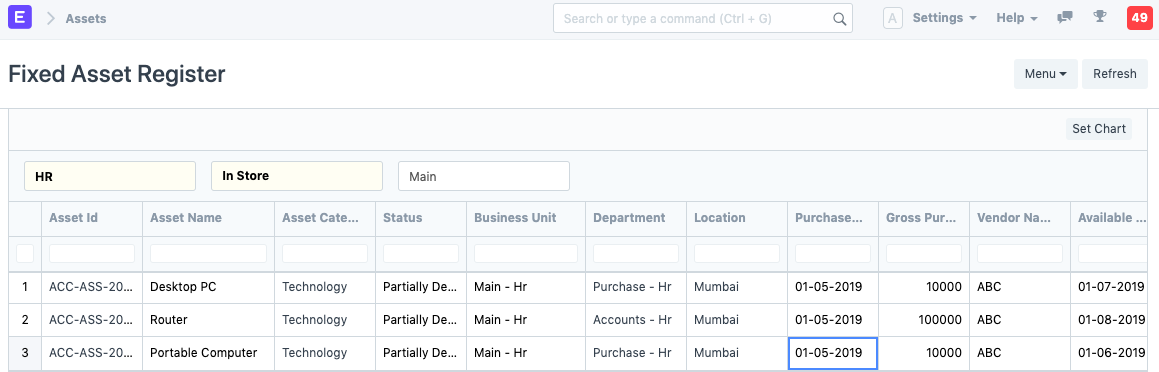 E Assets Search or type a command (Ctrl + G) A Settings Help 49
Fixed Asset Register Menu Refresh
Set Chart
HR In Store Main
Asset Id Asset Name Asset Cate... Status Business Unit Department Location Purchase... Gross Pur... Vendor Na... Available ...
1 ACC-ASS-20... Desktop PC Technology Partially De... Main - Hr Purchase - Hr Mumbai 01-05-2019 10000 ABC 01-07-2019
2 ACC-ASS-20... Router Technology Partially De... Main - Hr Accounts - Hr Mumbai 01-05-2019 100000 ABC 01-08-2019
3 ACC-ASS-20... Portable Computer Technology Partially De... Main - Hr Purchase - Hr Mumbai 01-05-2019 10000 ABC 01-06-2019